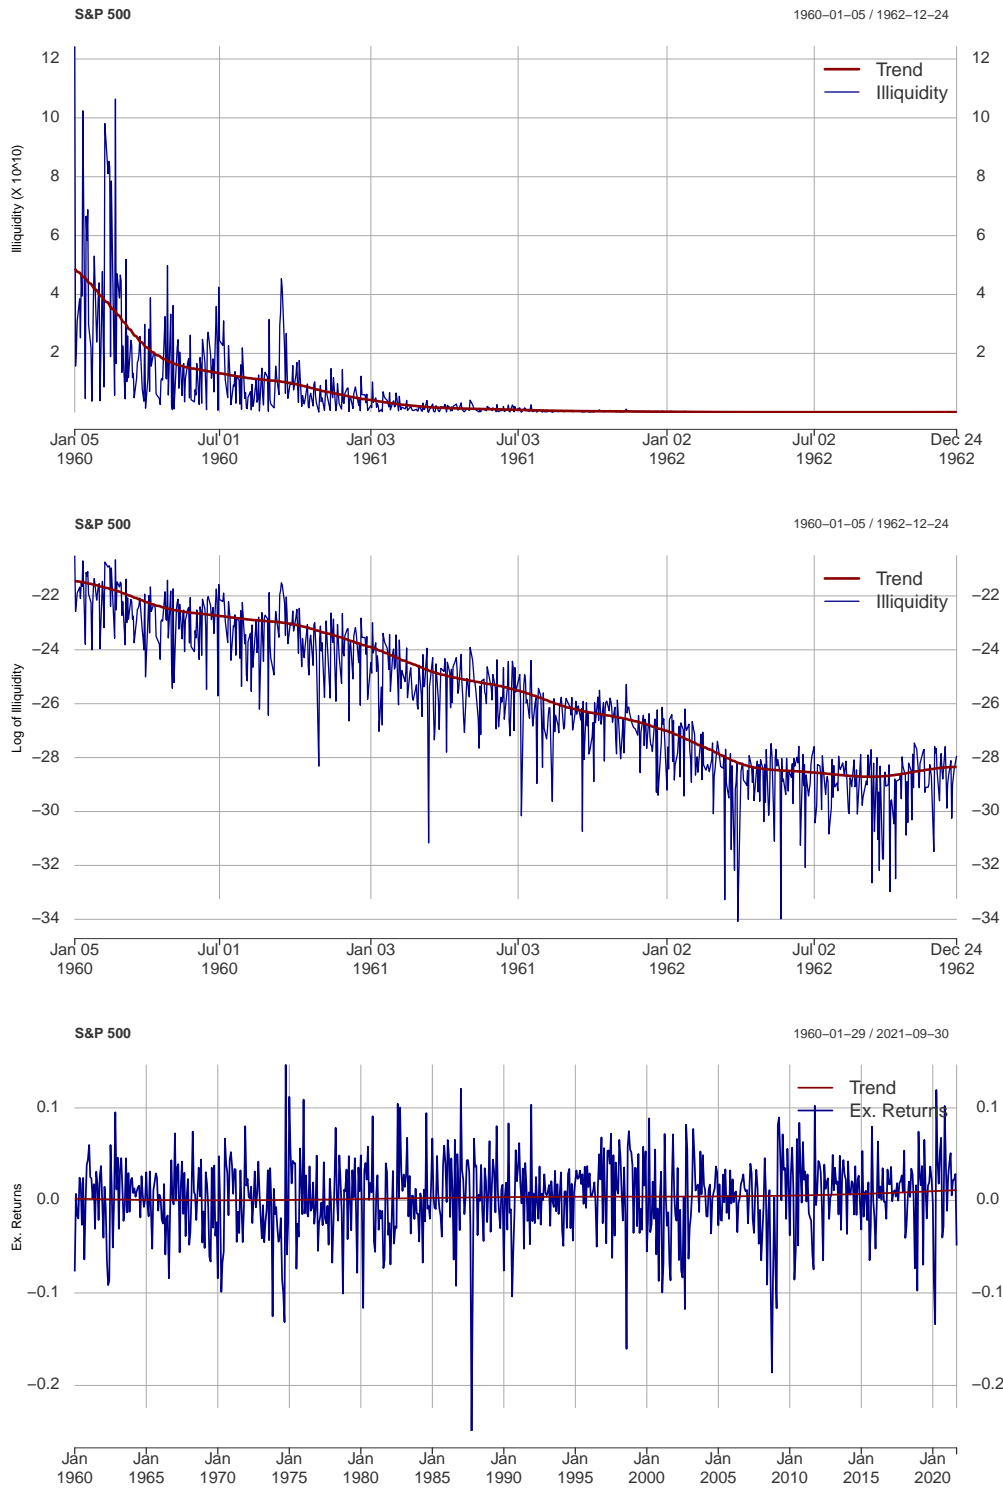 S&P 500 1960−01−05 / 1962−12−24
12 12
Trend
Illiquidity
10 10
8 8
Illiquidity (X 10^10)
6 6
4 4
2 2
Jan 05 Jul 01 Jan 03 Jul 03 Jan 02 Jul 02 Dec 24
1960 1960 1961 1961 1962 1962 1962
S&P 500 1960−01−05 / 1962−12−24
Trend
−22 −22
Illiquidity
−24 −24
Log of Illiquidity
−26 −26
−28 −28
−30 −30
−32 −32
−34 −34
Jan 05 Jul 01 Jan 03 Jul 03 Jan 02 Jul 02 Dec 24
1960 1960 1961 1961 1962 1962 1962
S&P 500 1960−01−29 / 2021−09−30
Trend
0.1 Ex. Returns 0.1
Ex. Returns
0.0 0.0
−0.1 −0.1
−0.2 −0.2
Jan Jan Jan Jan Jan Jan Jan Jan Jan Jan Jan Jan Jan
1960 1965 1970 1975 1980 1985 1990 1995 2000 2005 2010 2015 2020